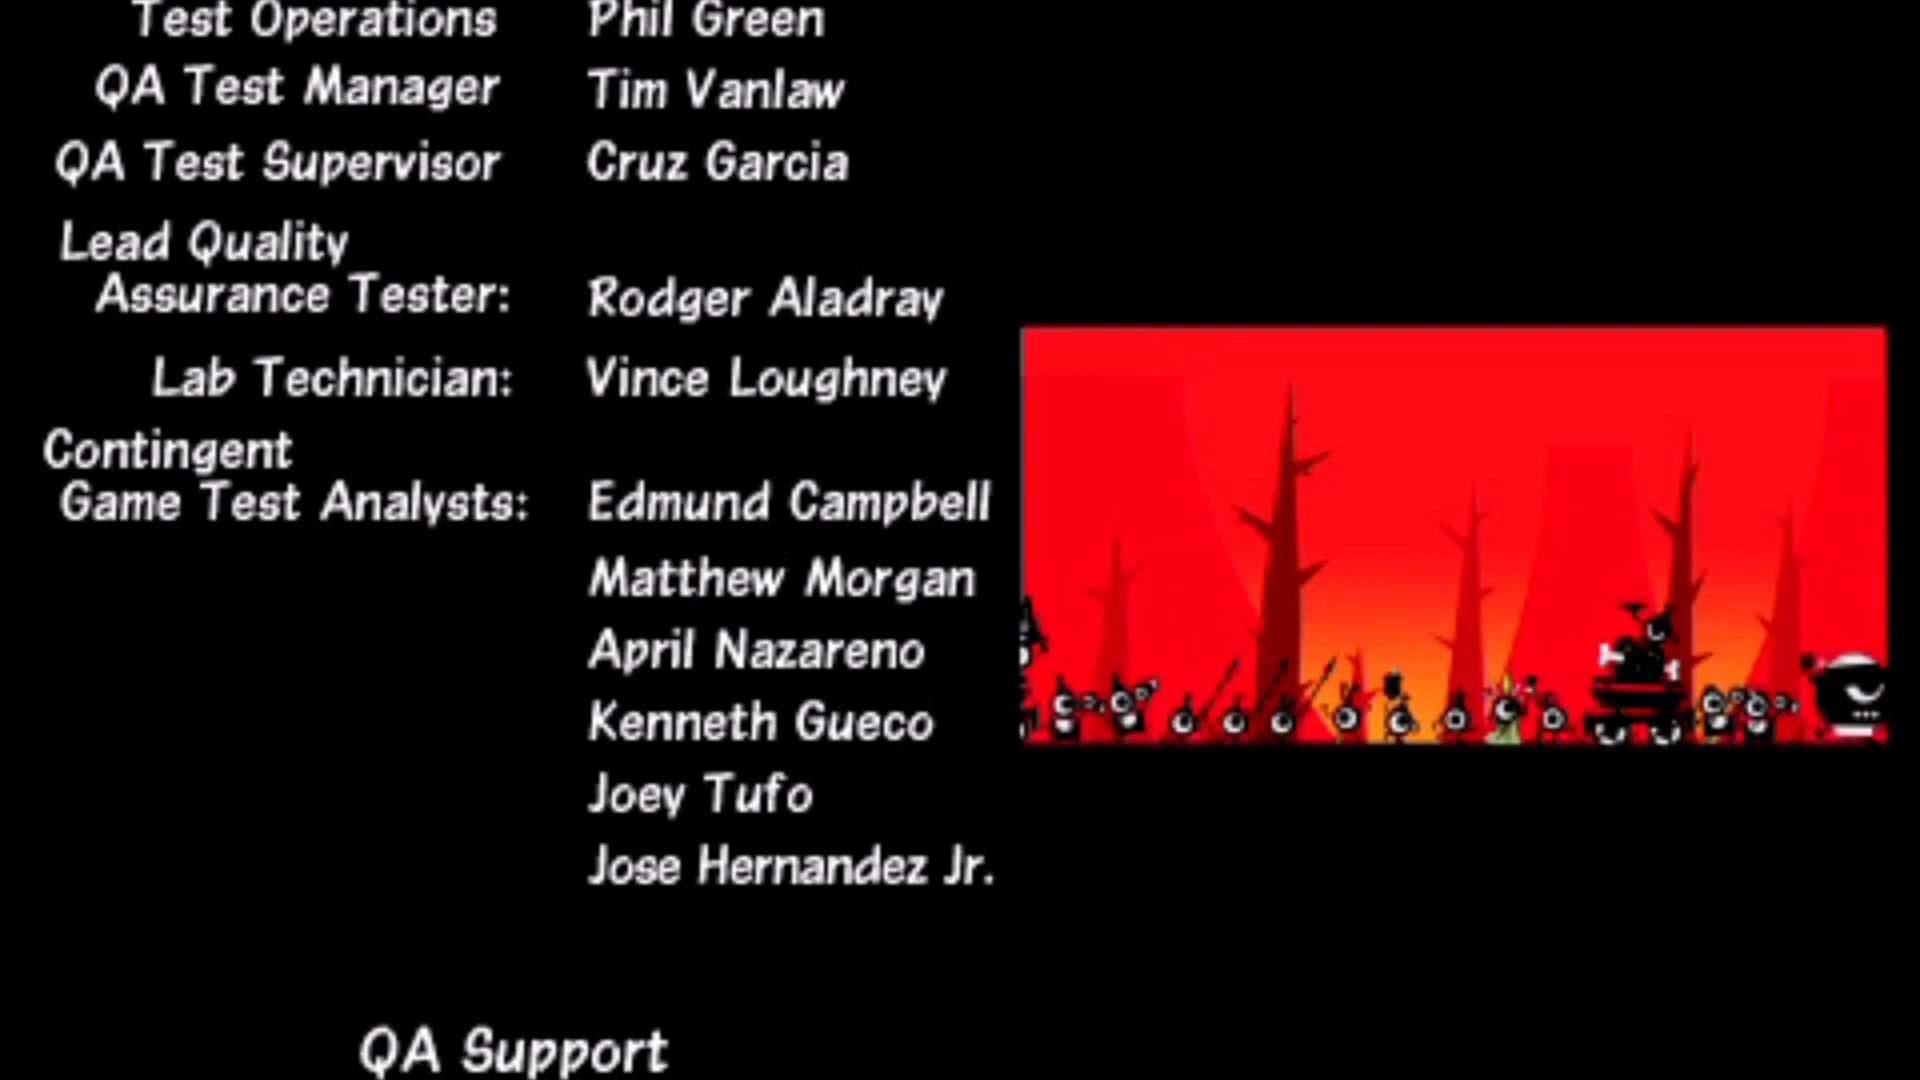 Test Operations Phil Green
QA Test Manager Tim Vanlaw
QA Test Supervisor Cruz Garcia
Lead Quality
Assurance Tester: Rodger Aladray
Lab Technician: Vince Loughney
Contingent
Game Test Analysts: Edmund Campbell
Matthew Morgan
April Nazareno
Kenneth Gueco
Joey Tufo
Jose Hernandez Jr.
QA Support